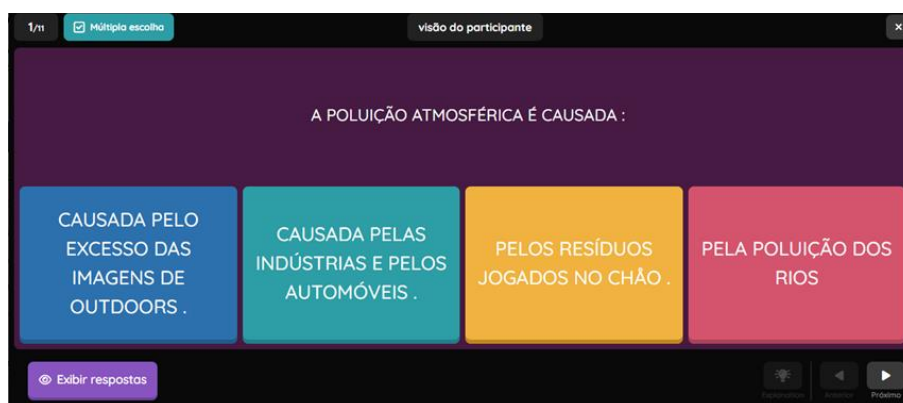 1/11
Múltipla escolha
visão do participante
A POLUIÇÃO ATMOSFÉRICA É CAUSADA :
CAUSADA PELO
EXCESSO DAS
IMAGENS DE
OUTDOORS .
CAUSADA PELAS
INDÚSTRIAS E PELOS
AUTOMÓVEIS .
PELOS RESÍDUOS
JOGADOS NO CHÃO .
PELA POLUIÇÃO DOS
RIOS
Exibir respostas
Explanation
Anterior
Próximo